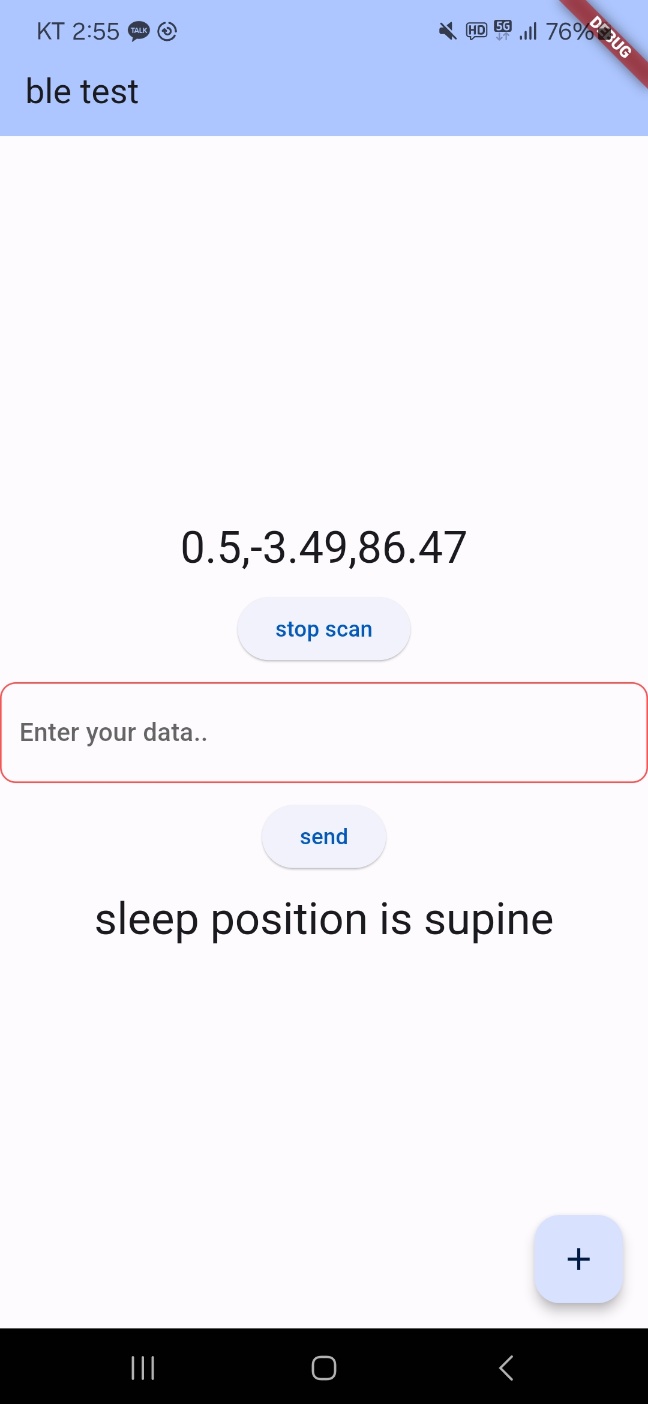 KT 2:55 TALK HD 5G 76%
DEBUG
ble test
0.5,-3.49,86.47
stop scan
Enter your data..
send
sleep position is supine